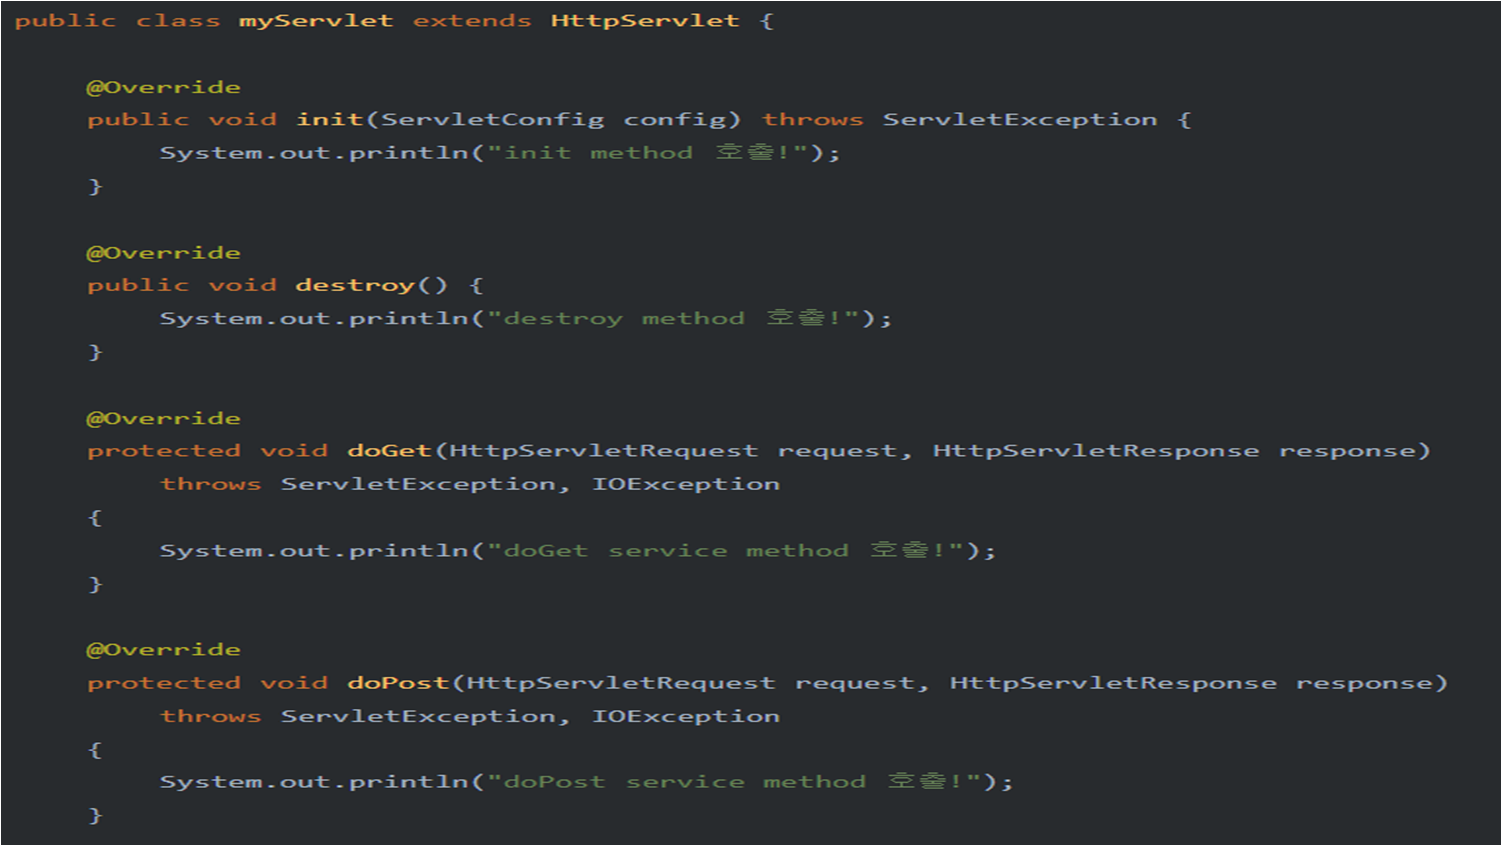 public class myServlet extends HttpServlet {
@Override
public void init(ServletConfig config) throws ServletException {
System.out.println("init method 호출!");
}
@Override
public void destroy() {
System.out.println("destroy method 호출!");
}
@Override
protected void doGet(HttpServletRequest request, HttpServletResponse response)
throws ServletException, IOException
{
System.out.println("doGet service method 호출!");
}
@Override
protected void doPost(HttpServletRequest request, HttpServletResponse response)
throws ServletException, IOException
{
System.out.println("doPost service method 호출!");
}